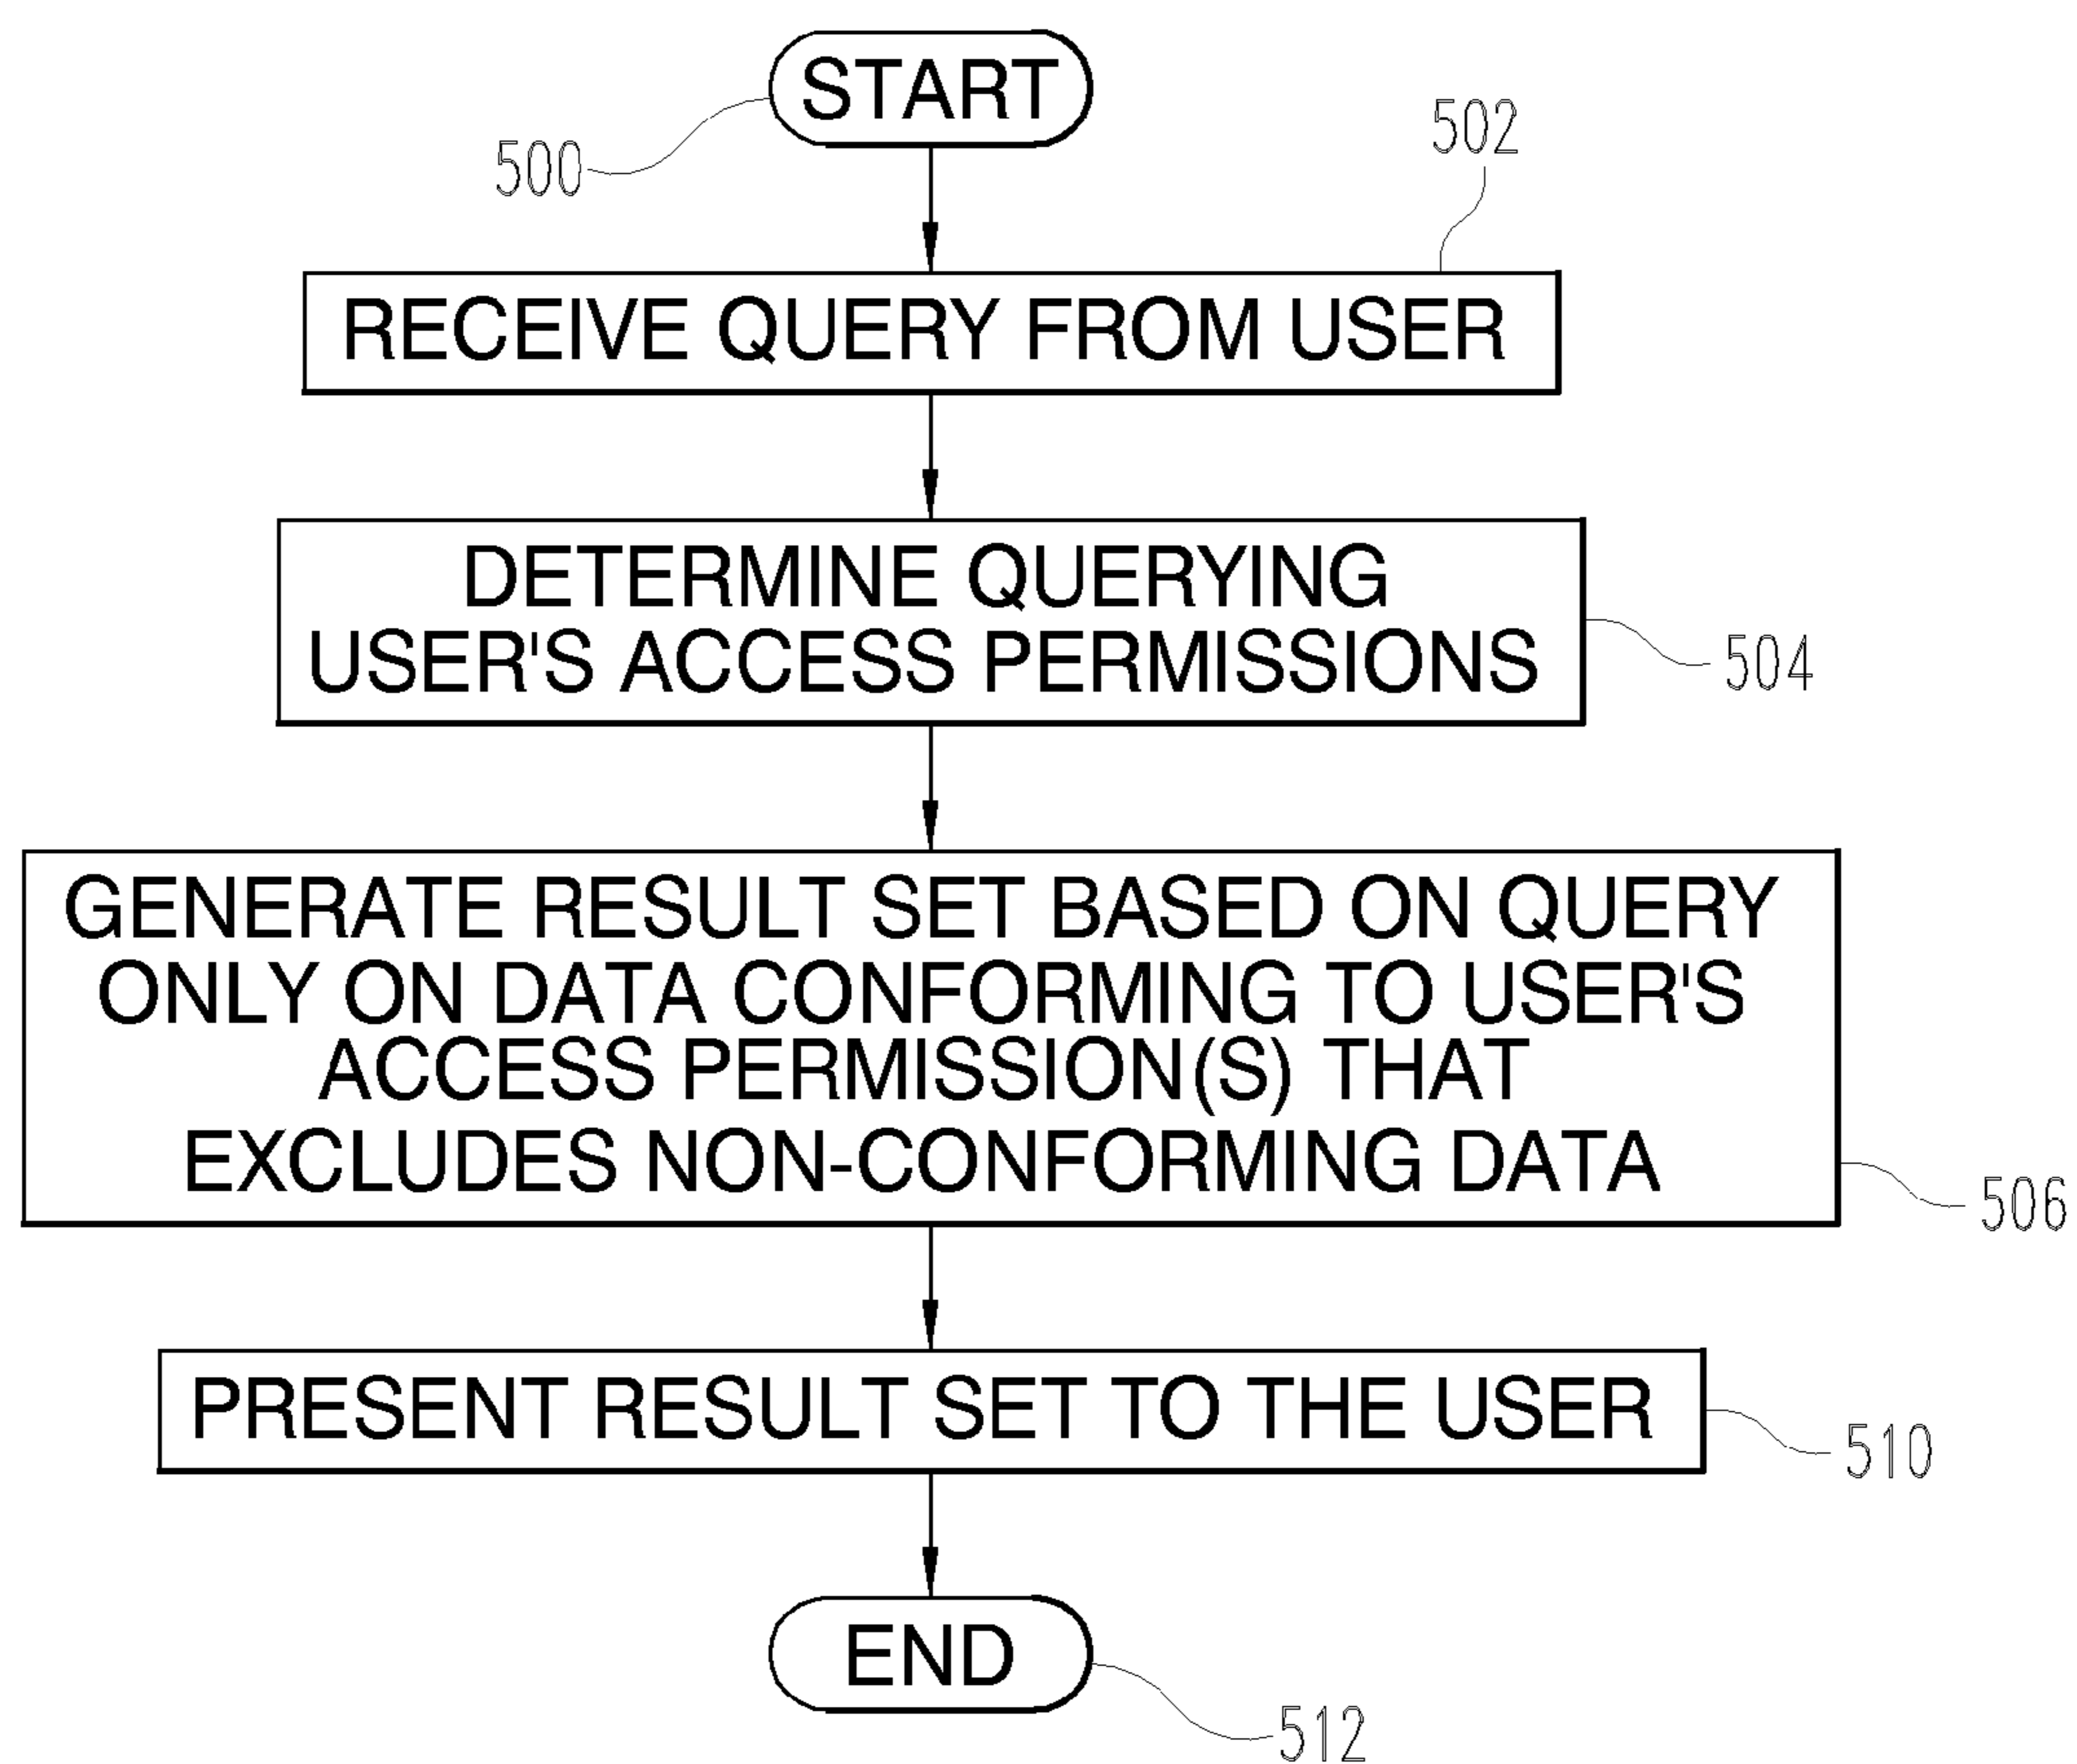 START
500
502
RECEIVE QUERY FROM USER
DETERMINE QUERYING
USER'S ACCESS PERMISSIONS
504
GENERATE RESULT SET BASED ON QUERY
ONLY ON DATA CONFORMING TO USER'S
ACCESS PERMISSION(S) THAT
EXCLUDES NON-CONFORMING DATA
506
PRESENT RESULT SET TO THE USER
510
END
512